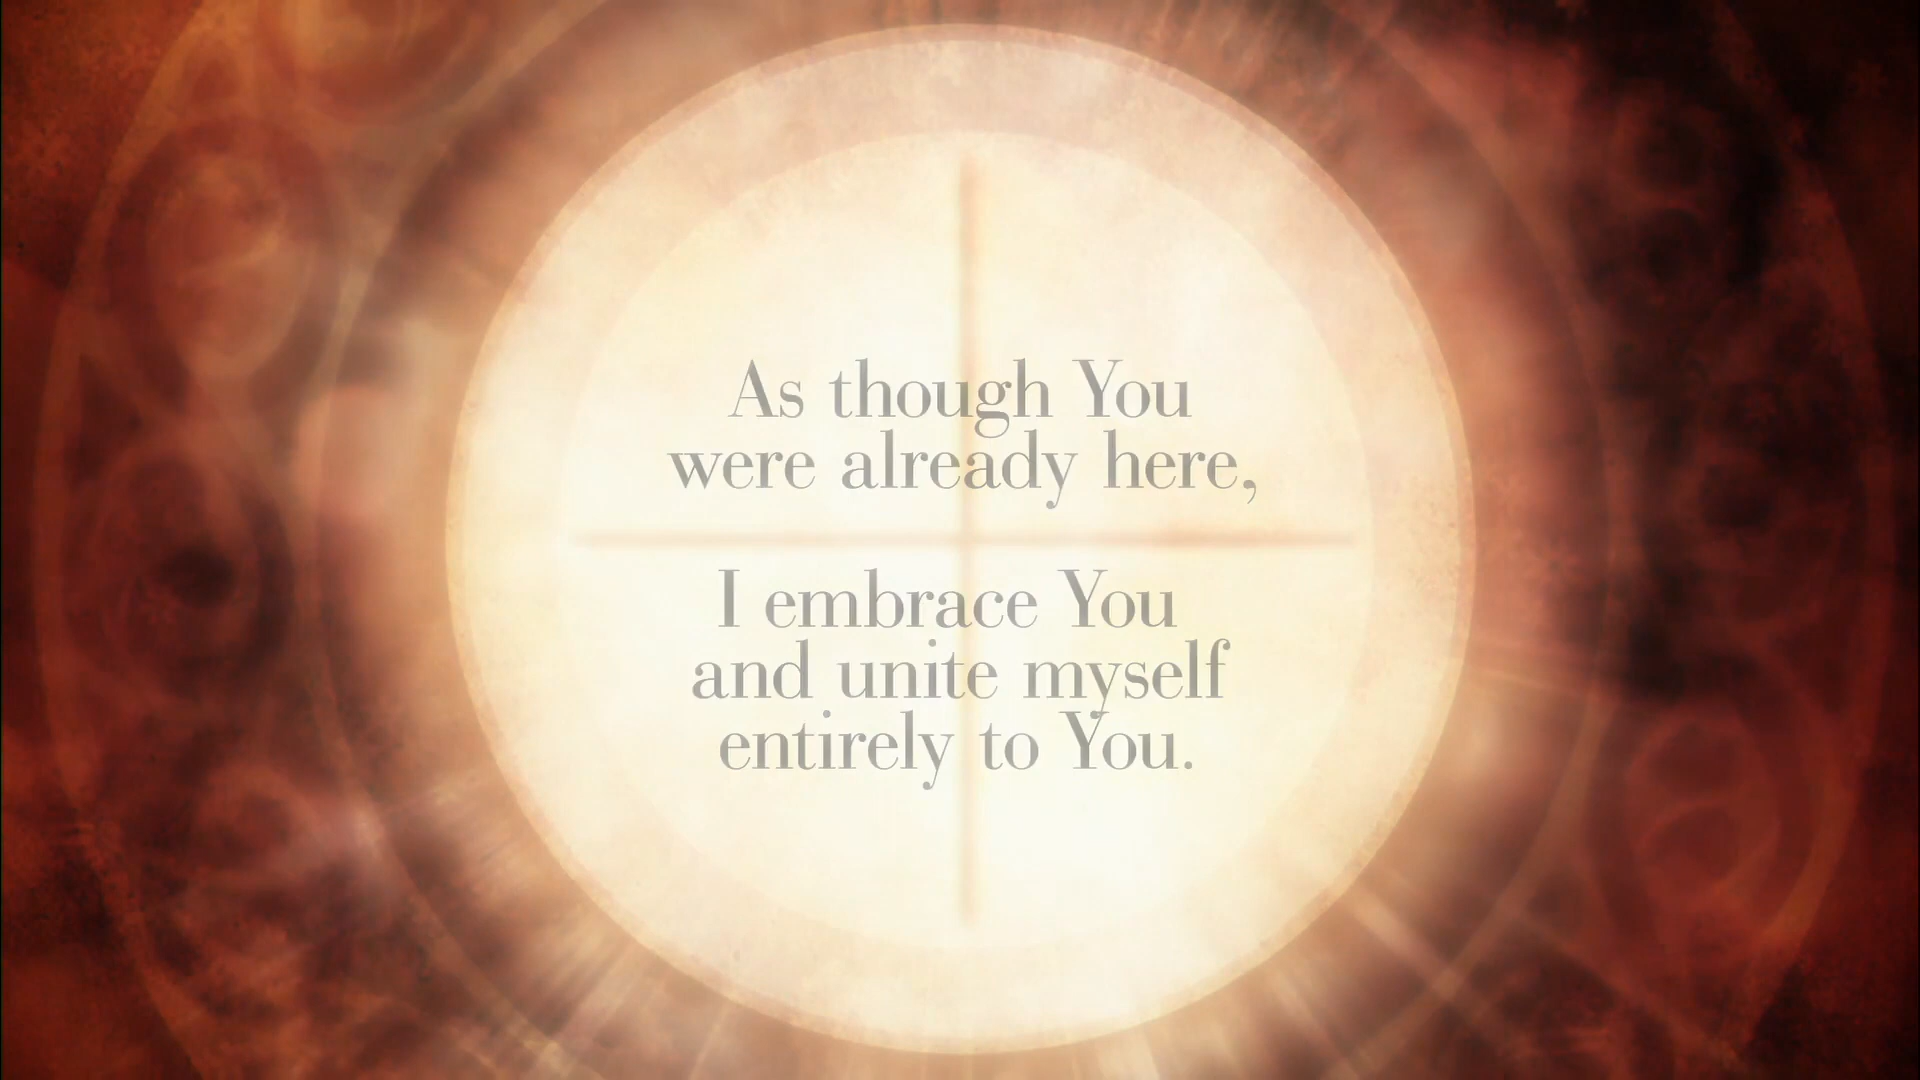 As though You
were already here,
I embrace You
and unite myself
entirely to You.